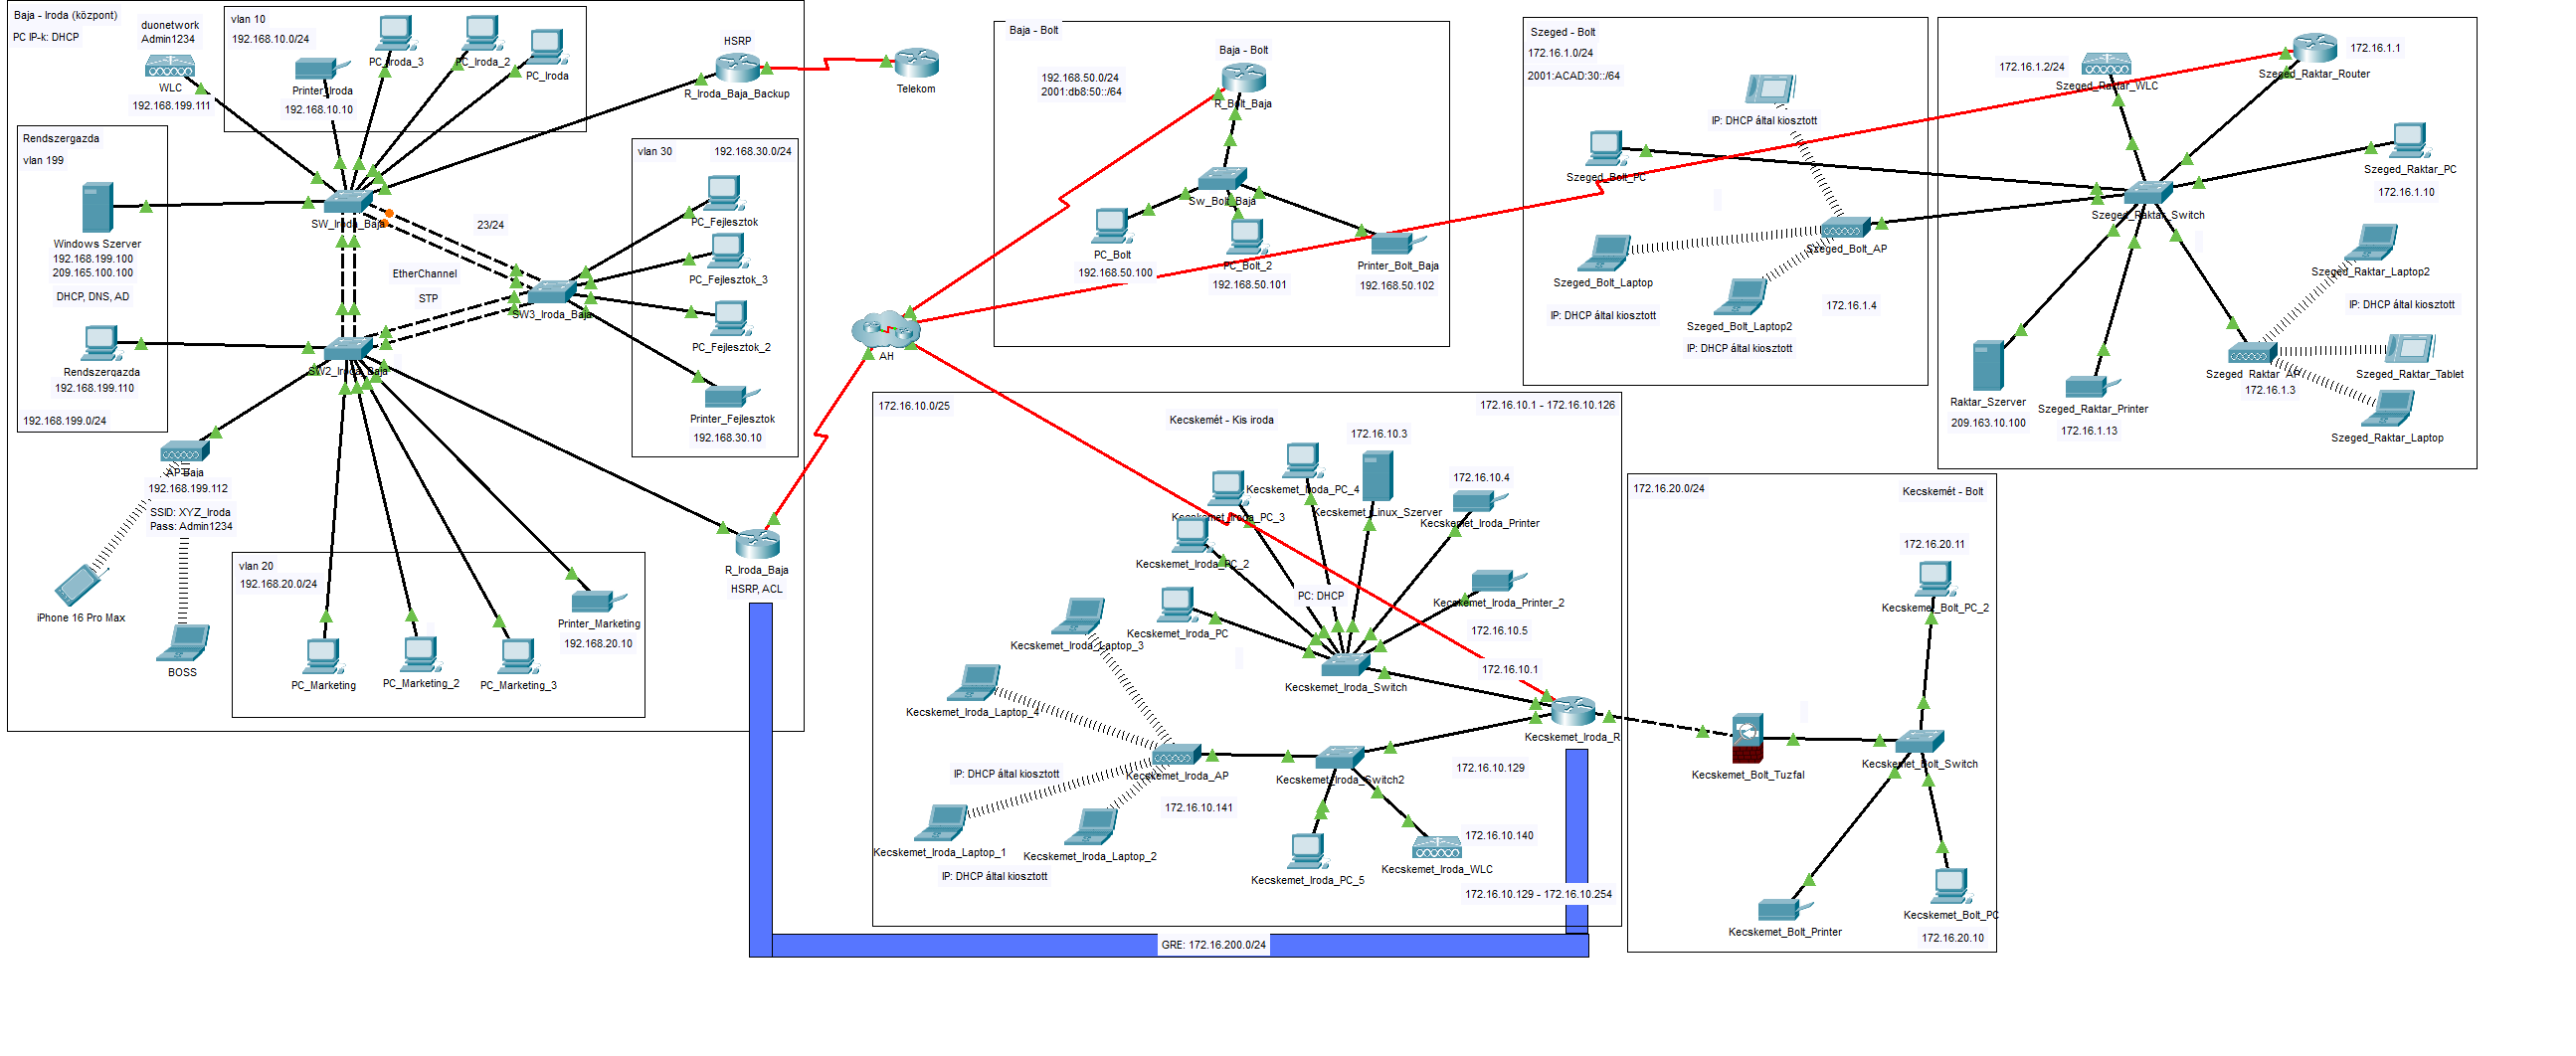 Baja - Iroda (központ)
PC IP-k: DHCP
duonetwork
Admin1234
WLC
192.168.199.111
vlan 10
192.168.10.0/24
Printer_Iroda
192.168.10.10
PC_Iroda_3
PC_Iroda_2
PC_Iroda
HSRP
R_Iroda_Baja_Backup
Telekom
Rendszergazda
vlan 199
Windows Szerver
192.168.199.100
209.165.100.100
DHCP, DNS, AD
Rendszergazda
192.168.199.110
192.168.199.0/24
SW_Iroda_Baja
23/24
EtherChannel
STP
SW3_Iroda_Baja
SW2_Iroda_Baja
vlan 30
192.168.30.0/24
PC_Fejlesztok
PC_Fejlesztok_3
PC_Fejlesztok_2
Printer_Fejlesztok
192.168.30.10
AP-Baja
192.168.199.112
SSID: XYZ_Iroda
Pass: Admin1234
iPhone 16 Pro Max
BOSS
vlan 20
192.168.20.0/24
PC_Marketing
PC_Marketing_2
PC_Marketing_3
Printer_Marketing
192.168.20.10
R_Iroda_Baja
HSRP, ACL
AH
Baja - Bolt
192.168.50.0/24
2001:db8:50::/64
Baja - Bolt
R_Bolt_Baja
Sw_Bolt_Baja
PC_Bolt
192.168.50.100
PC_Bolt_2
192.168.50.101
Printer_Bolt_Baja
192.168.50.102
Szeged - Bolt
172.16.1.0/24
2001:ACAD:30::/64
IP: DHCP által kiosztott
Szeged_Bolt_PC
Szeged_Bolt_AP
Szeged_Bolt_Laptop
IP: DHCP által kiosztott
Szeged_Bolt_Laptop2
IP: DHCP által kiosztott
172.16.1.4
172.16.1.2/24
Szeged_Raktar_WLC
172.16.1.1
Szeged_Raktar_Router
Szeged_Raktar_PC
172.16.1.10
Szeged_Raktar_Switch
Szeged_Raktar_Laptop2
IP: DHCP által kiosztott
Szeged_Raktar_AP
172.16.1.3
Szeged_Raktar_Tablet
Szeged_Raktar_Laptop
Raktar_Szerver
209.163.10.100
Szeged_Raktar_Printer
172.16.1.13
172.16.10.0/25
172.16.10.1 - 172.16.10.126
Kecskemét - Kis iroda
172.16.10.3
Kecskemet_Iroda_PC_4
Kecskemet_Linux_Szerver
172.16.10.4
Kecskemet_Iroda_Printer
Kecskemet_Iroda_PC_3
Kecskemet_Iroda_PC_2
PC: DHCP
Kecskemet_Iroda_Printer_2
172.16.10.5
Kecskemet_Iroda_PC
Kecskemet_Iroda_Laptop_3
172.16.10.1
Kecskemet_Iroda_Switch
Kecskemet_Iroda_Laptop_4
Kecskemet_Iroda_R
Kecskemet_Iroda_AP
172.16.10.141
Kecskemet_Iroda_Switch2
172.16.10.129
IP: DHCP által kiosztott
Kecskemet_Iroda_Laptop_1
Kecskemet_Iroda_Laptop_2
IP: DHCP által kiosztott
Kecskemet_Iroda_PC_5
172.16.10.140
Kecskemet_Iroda_WLC
172.16.10.129 - 172.16.10.254
GRE: 172.16.200.0/24
172.16.20.0/24
Kecskemét - Bolt
172.16.20.11
Kecskemet_Bolt_PC_2
Kecskemet_Bolt_Tuzfal
Kecskemet_Bolt_Switch
Kecskemet_Bolt_Printer
Kecskemet_Bolt_PC
172.16.20.10